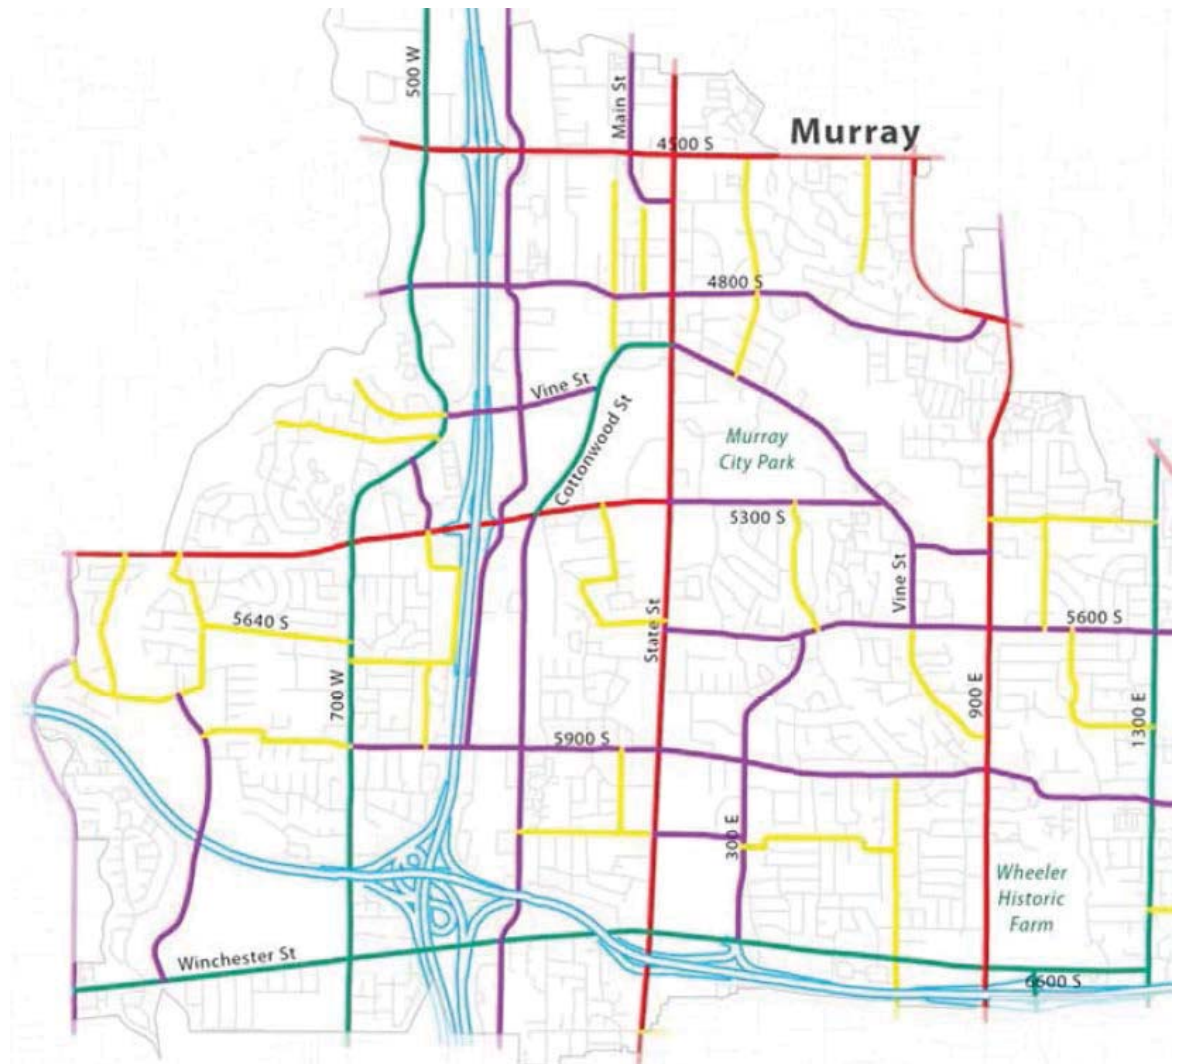 500 W
Main St
4500 S
Murray
4800 S
Vine St
Cottonwood St
Murray
City Park
5300 S
Vine St
5640 S
State St
5600 S
700 W
900 E
1300 E
5900 S
300 E
Wheeler
Historic
Farm
Winchester St
6600 S